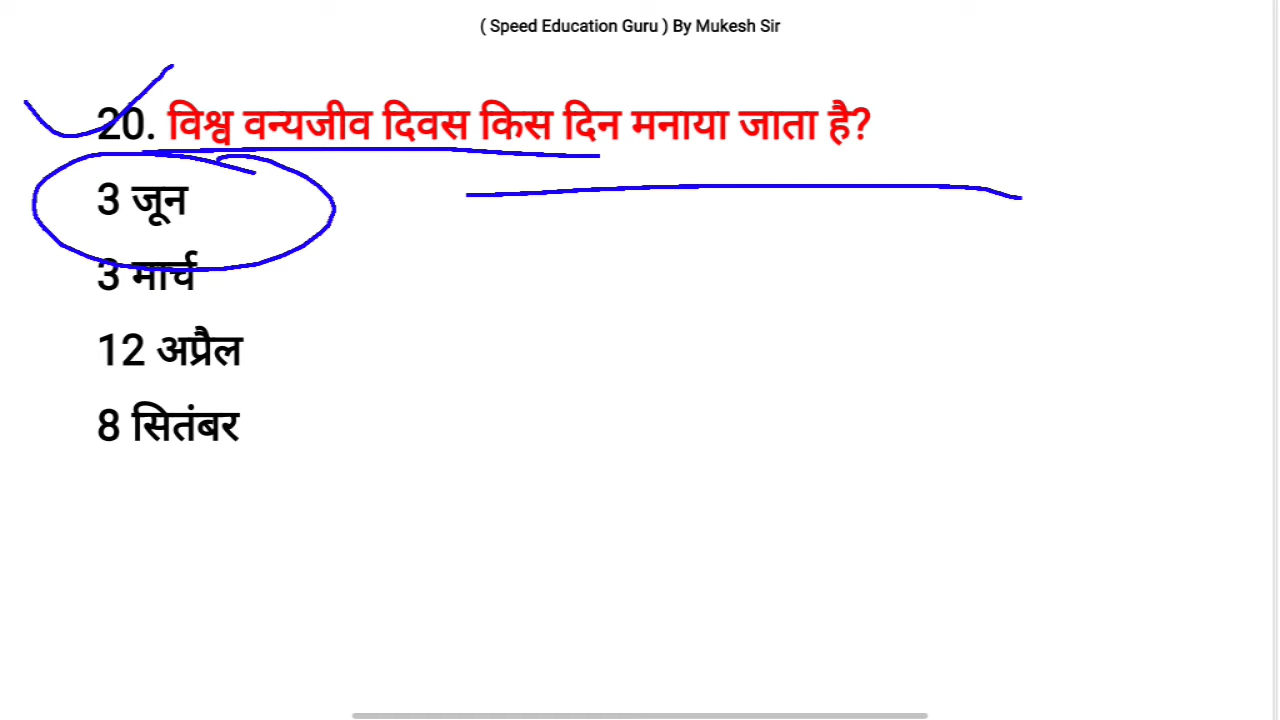 ( Speed Education Guru ) By Mukesh Sir
20. विश्व वन्यजीव दिवस किस दिन मनाया जाता है?
3 जून
3 मार्च
12 अप्रैल
8 सितंबर